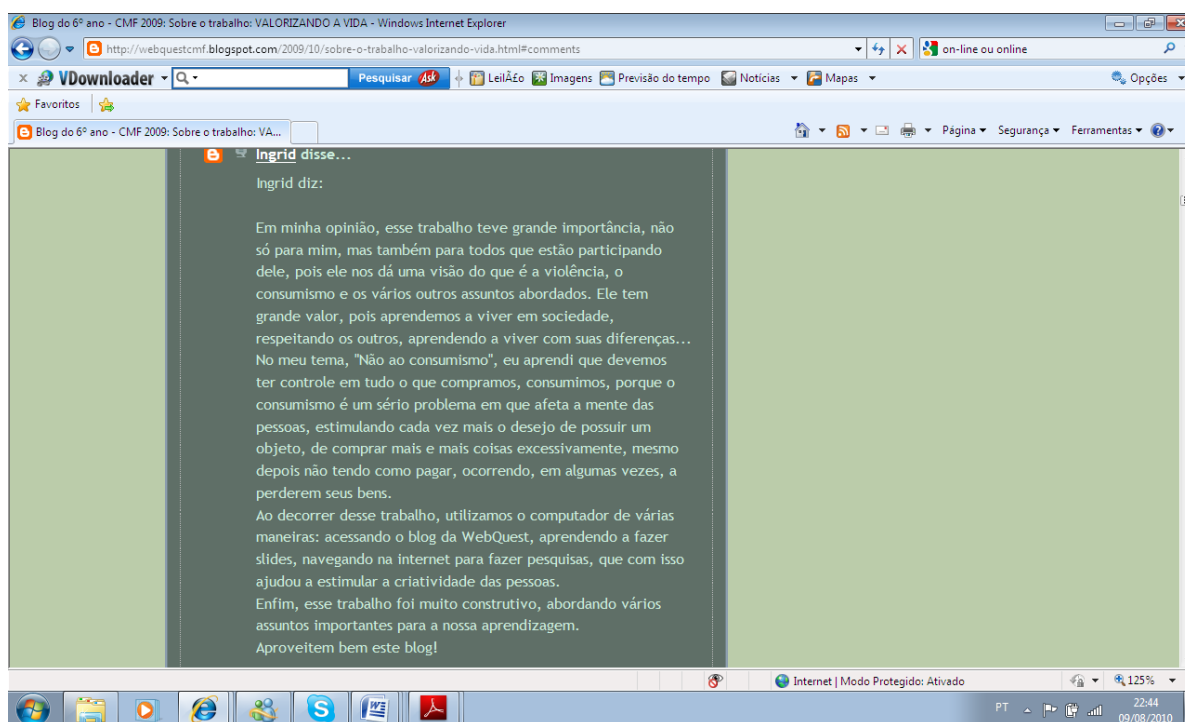 Blog do 6º ano - CMF 2009: Sobre o trabalho: VALORIZANDO A VIDA - Windows Internet Explorer
http://webquestcmf.blogspot.com/2009/10/sobre-o-trabalho-valorizando-vida.html#comments
on-line ou online
x VDownloader Pesquisar Ask LeilÃ£o Imagens Previsão do tempo Notícias Mapas Opções
Favoritos
Blog do 6º ano - CMF 2009: Sobre o trabalho: VA... Página Segurança Ferramentas
Ingrid disse...
Ingrid diz:
Em minha opinião, esse trabalho teve grande importância, não
só para mim, mas também para todos que estão participando
dele, pois ele nos dá uma visão do que é a violência, o
consumismo e os vários outros assuntos abordados. Ele tem
grande valor, pois aprendemos a viver em sociedade,
respeitando os outros, aprendendo a viver com suas diferenças...
No meu tema, "Não ao consumismo", eu aprendi que devemos
ter controle em tudo o que compramos, consumimos, porque o
consumismo é um sério problema em que afeta a mente das
pessoas, estimulando cada vez mais o desejo de possuir um
objeto, de comprar mais e mais coisas excessivamente, mesmo
depois não tendo como pagar, ocorrendo, em algumas vezes, a
perderem seus bens.
Ao decorrer desse trabalho, utilizamos o computador de várias
maneiras: acessando o blog da WebQuest, aprendendo a fazer
slides, navegando na internet para fazer pesquisas, que com isso
ajudou a estimular a criatividade das pessoas.
Enfim, esse trabalho foi muito construtivo, abordando vários
assuntos importantes para a nossa aprendizagem.
Aproveitem bem este blog!
Internet | Modo Protegido: Ativado 125%
PT 22:44
09/08/2010